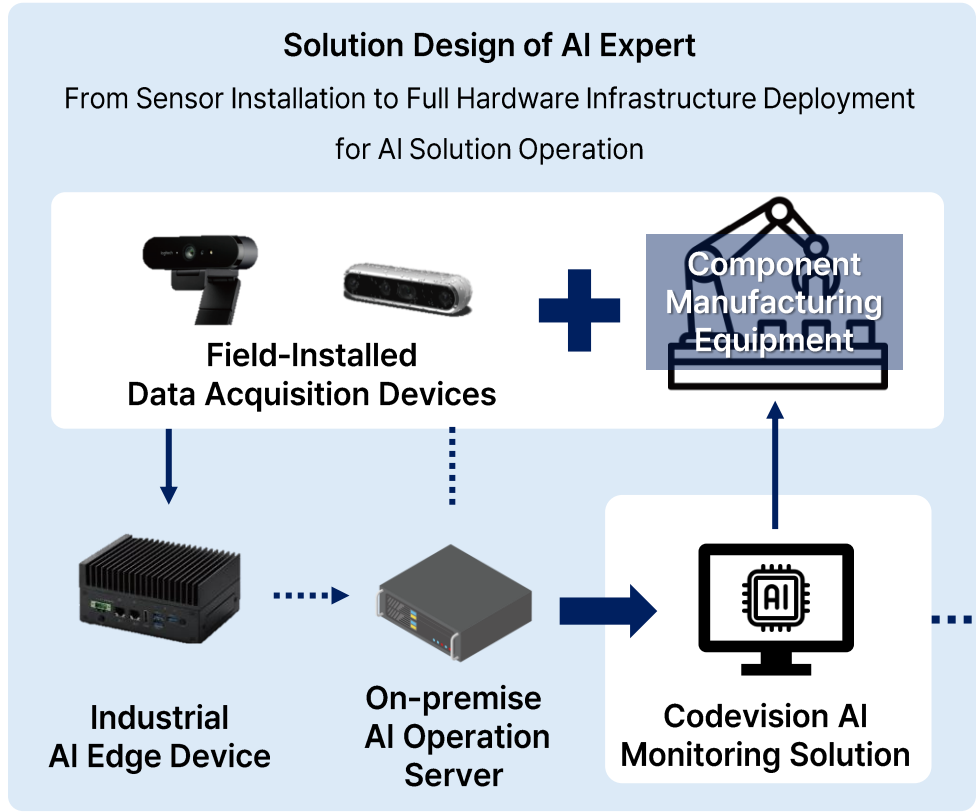 Solution Design of AI Expert
From Sensor Installation to Full Hardware Infrastructure Deployment
for AI Solution Operation
Component
Manufacturing
Equipment
Field-Installed
Data Acquisition Devices
AI
Industrial
AI Edge Device
On-premise
AI Operation
Server
Codevision AI
Monitoring Solution